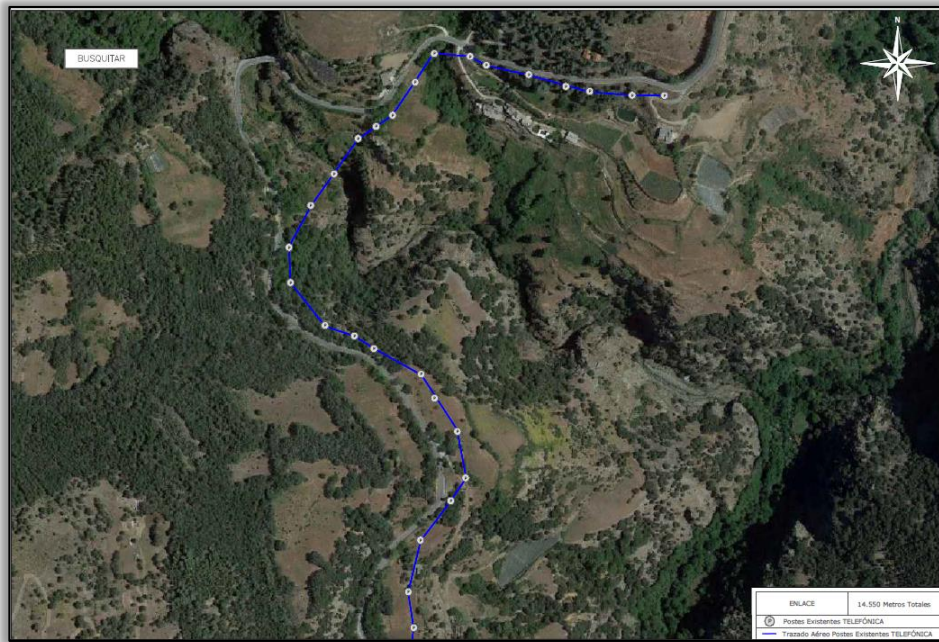 N
BUSQUITAR
ENLACE 14.550 Metros Totales
Postes Existentes TELEFÓNICA
Trazado Aéreo Postes Existentes TELEFÓNICA